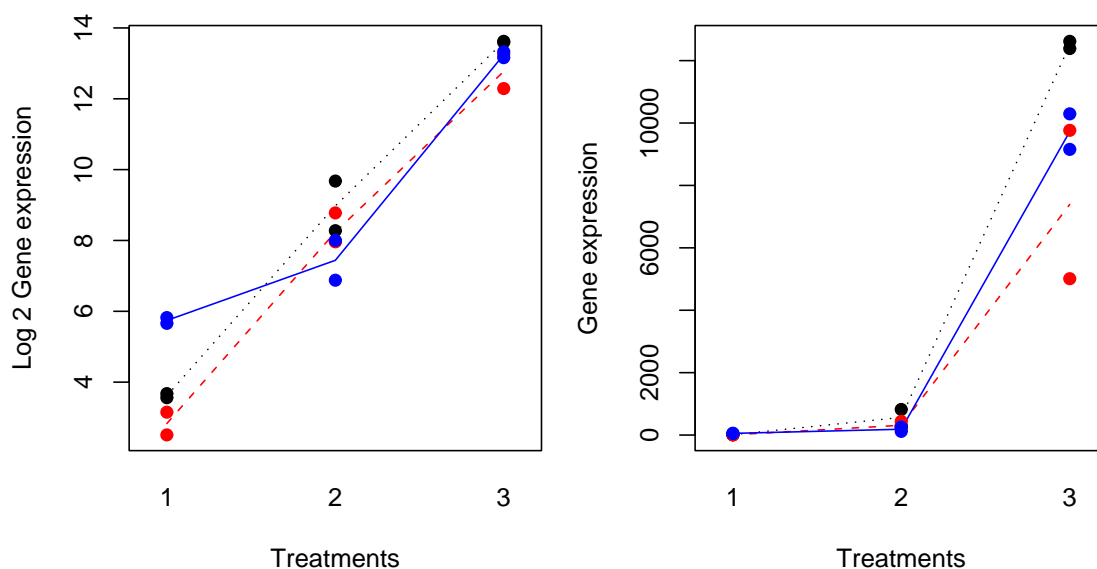 Log 2 Gene expression
14
12
10
8
6
4
1 2 3
Treatments
Gene expression
10000
6000
2000
0
1 2 3
Treatments